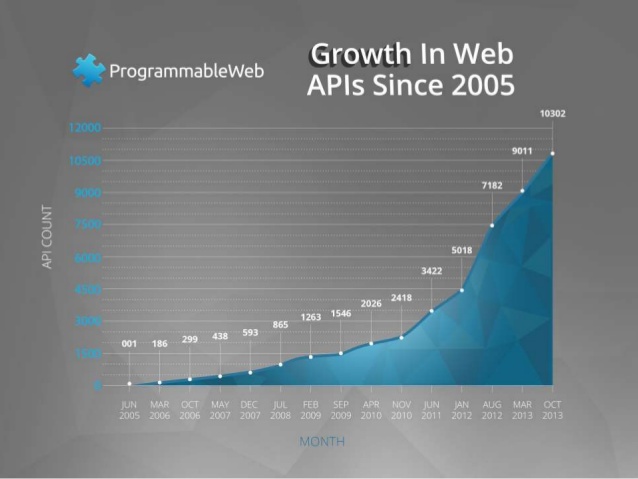 ProgrammableWeb
Growth In Web
APIs Since 2005
12000
10500
9000
7500
6000
4500
3000
1500
0
API COUNT
001
186
299
438
593
865
1263
1546
2026
2418
3422
5018
7182
9011
10302
JUN 2005
MAR 2006
OCT 2006
MAY 2007
DEC 2007
JUL 2008
FEB 2009
SEP 2009
APR 2010
NOV 2010
JUN 2011
JAN 2012
AUG 2012
MAR 2013
OCT 2013
MONTH